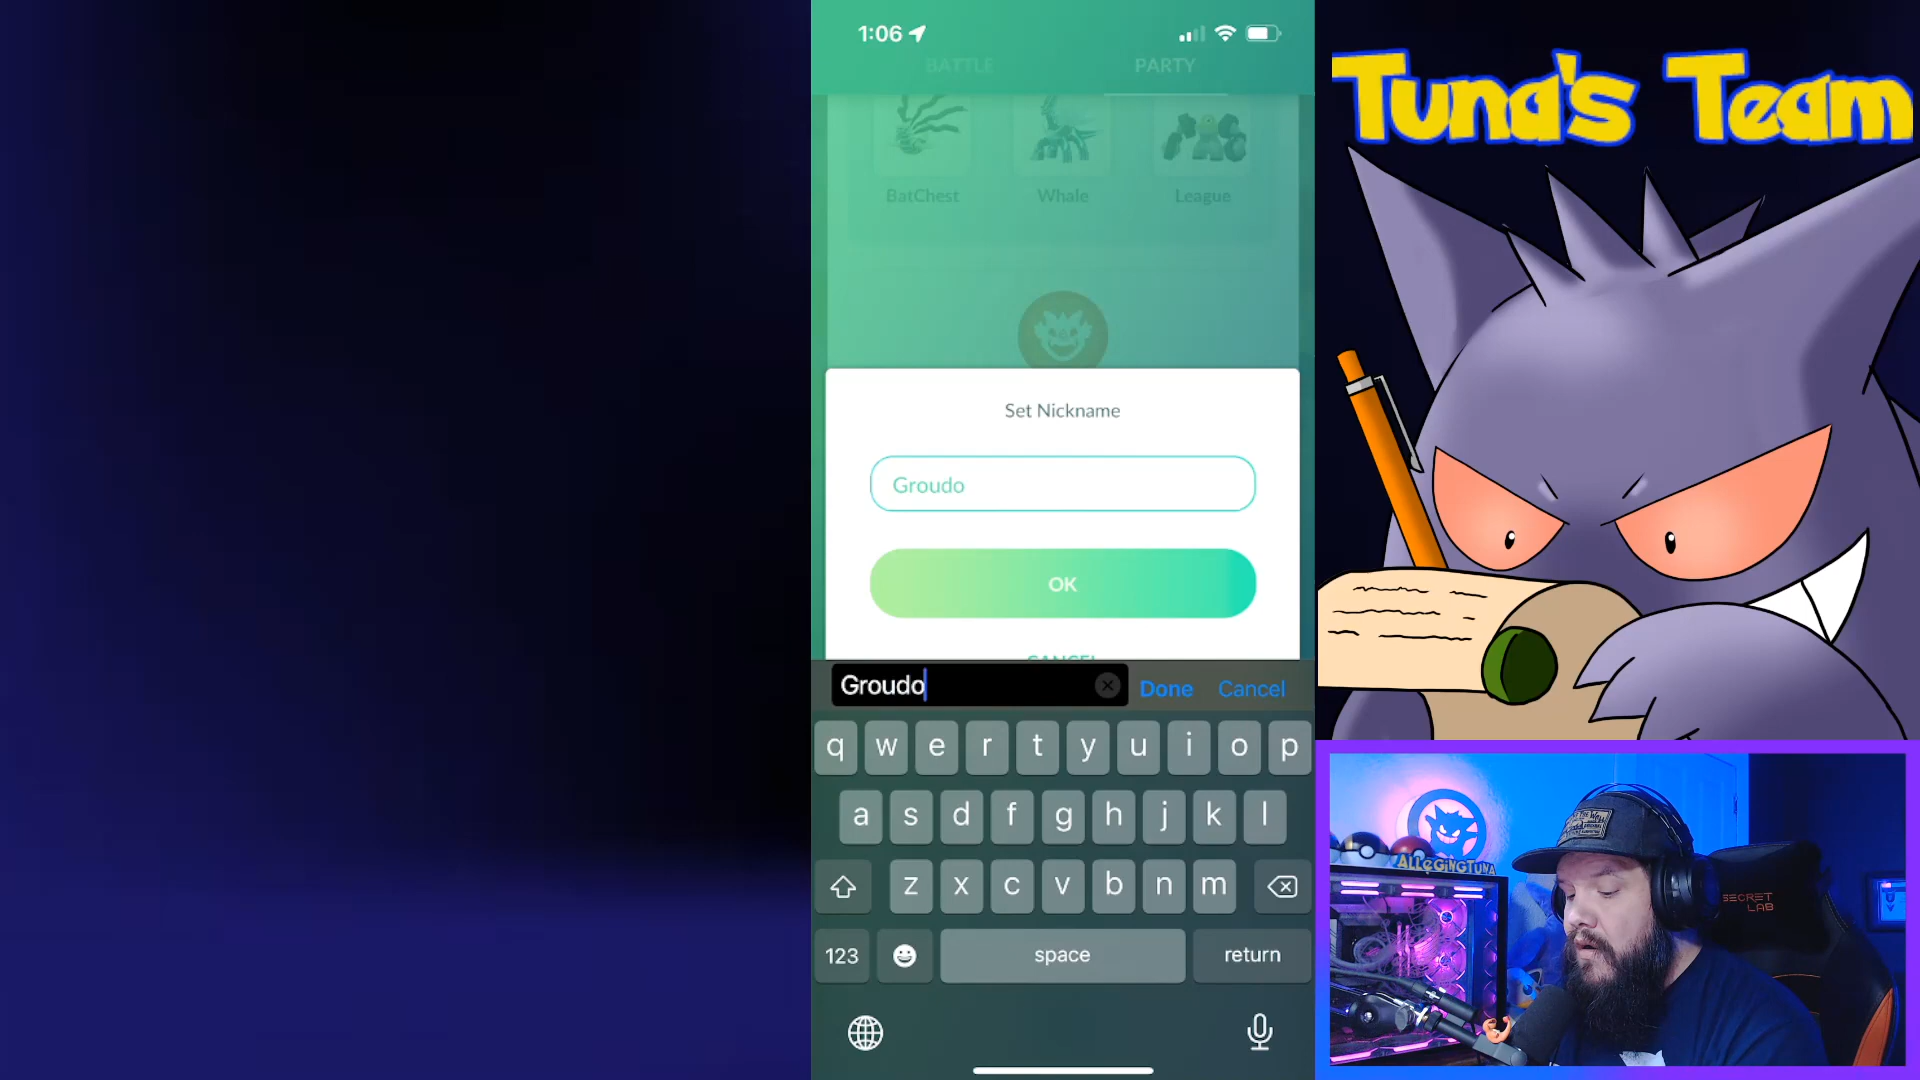 1:06
BATTLE PARTY
BatChest Whale League
Set Nickname
Groudo
OK
CANCEL
Groudo Done Cancel
q w e r t y u i o p
a s d f g h j k l
z x c v b n m
123 space return
Tuna's Team
ALLEGINGTUNA
SECRET
LAB